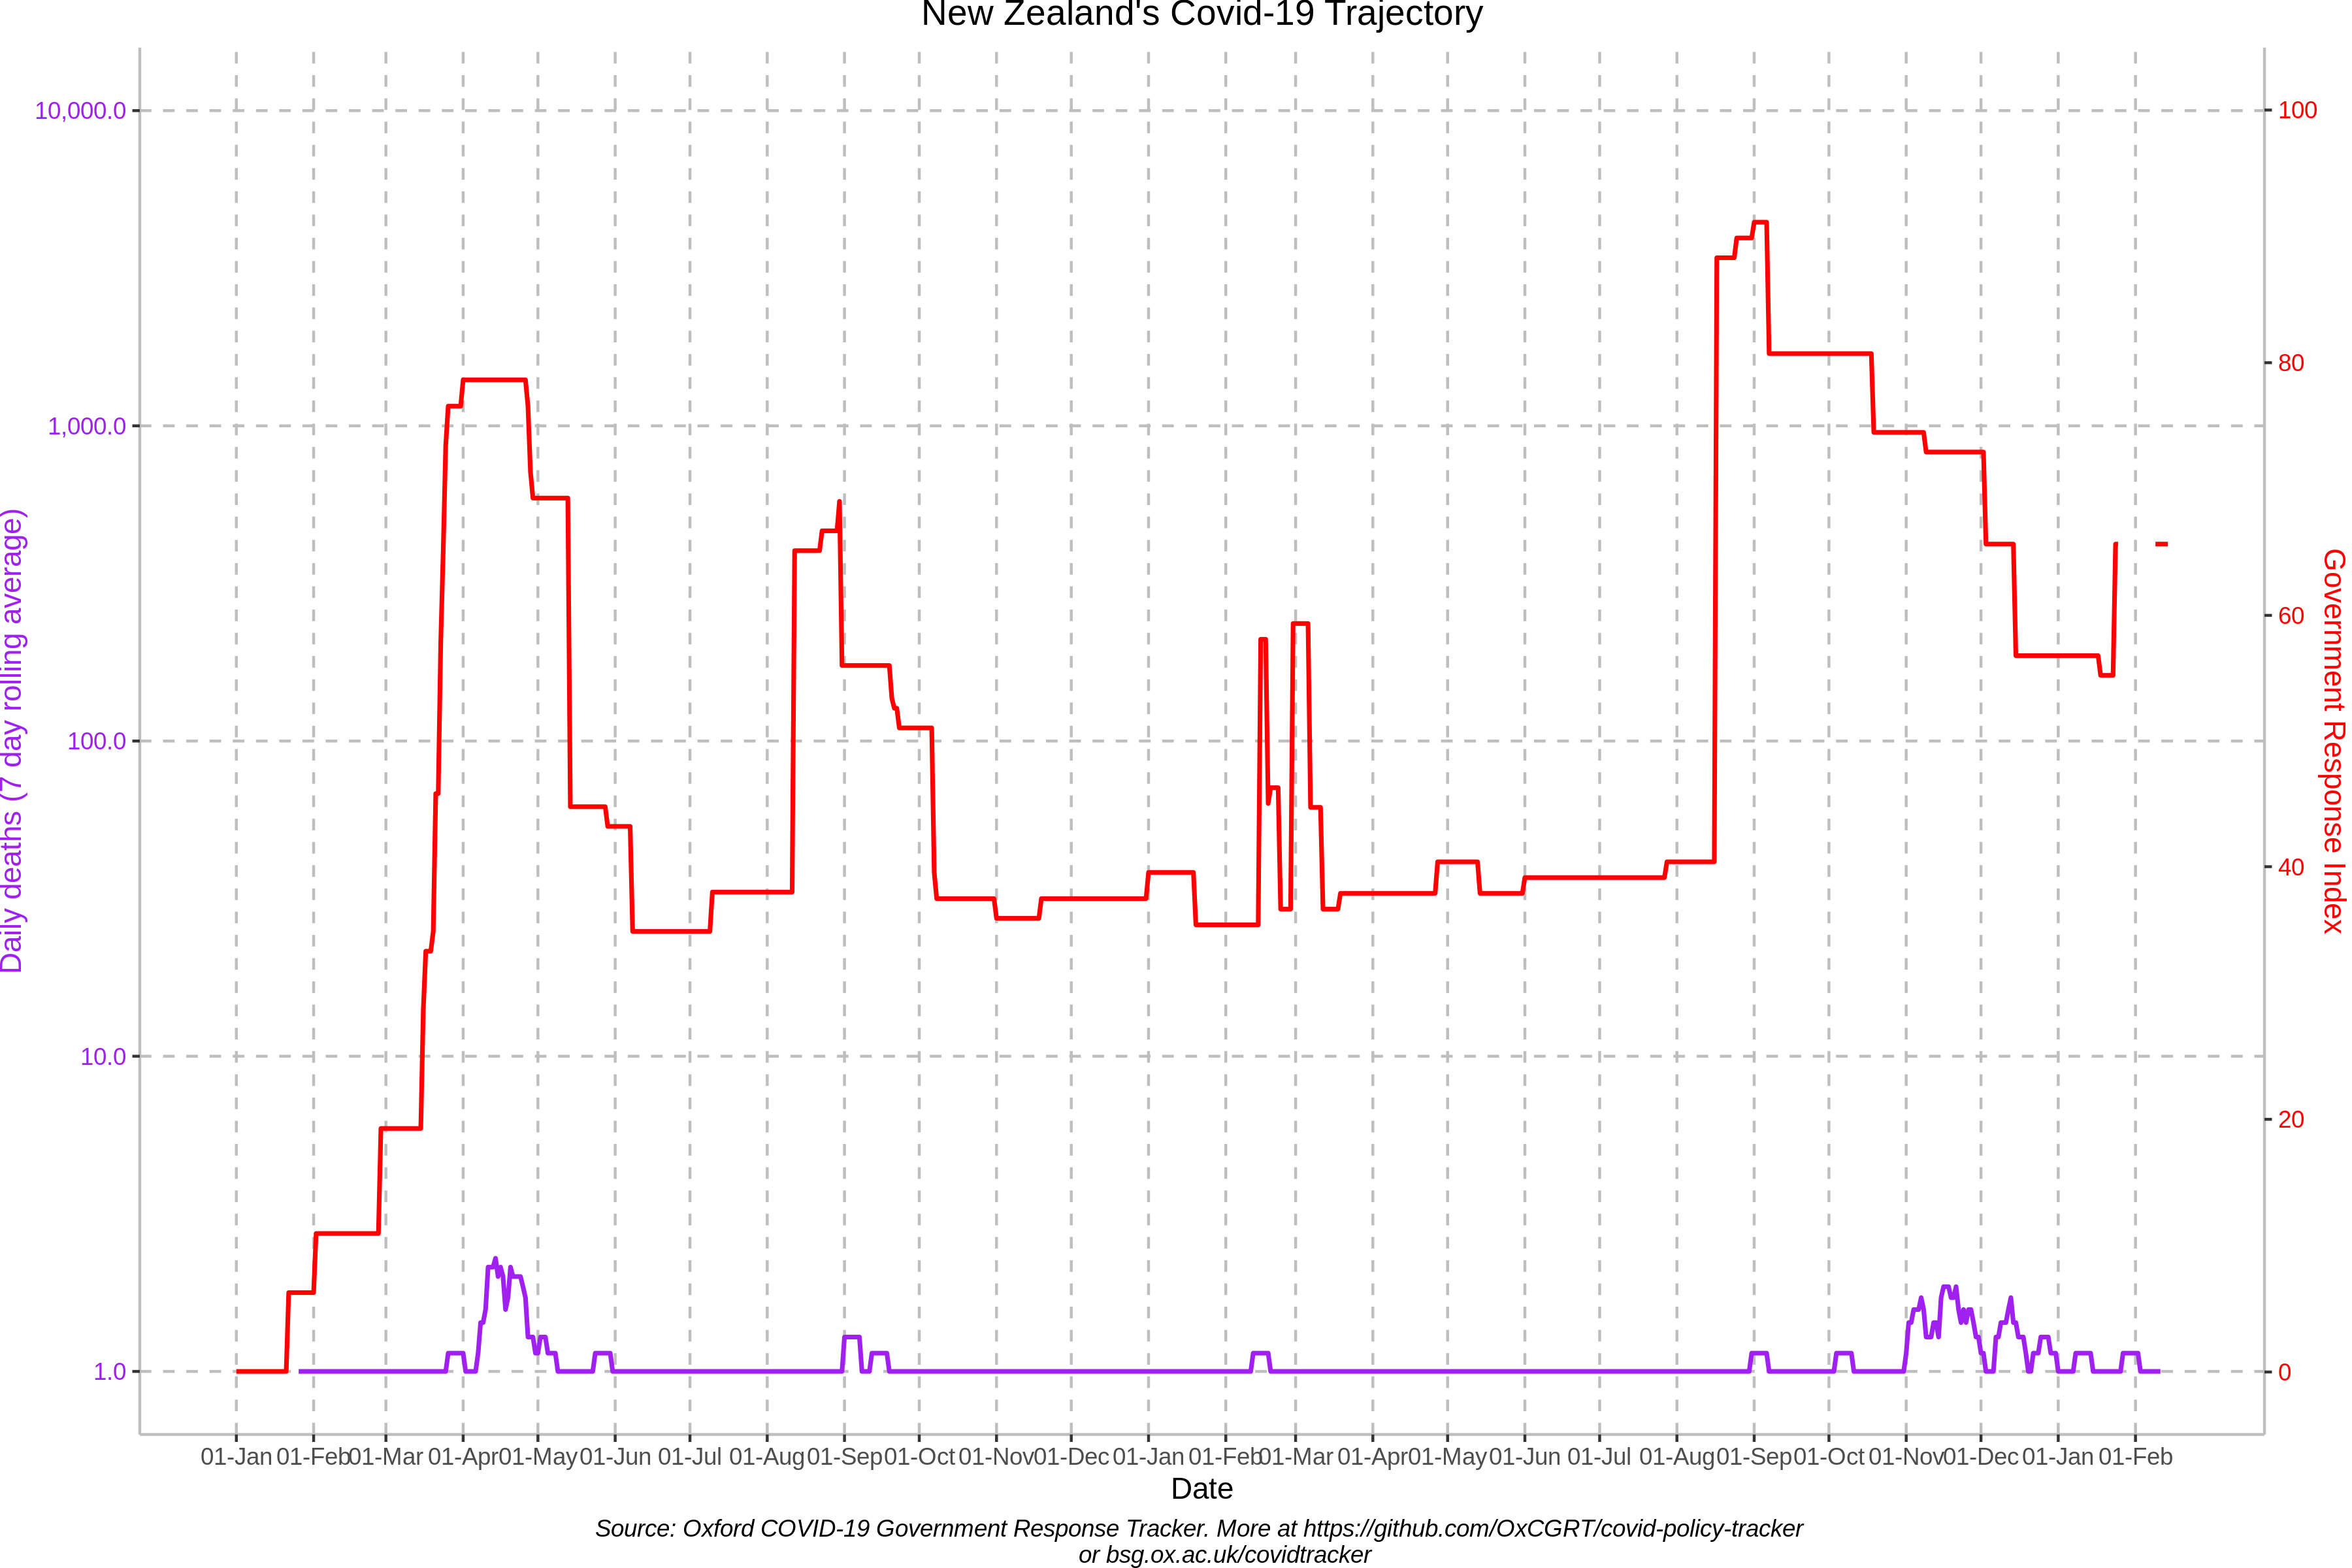 New Zealand's Covid-19 Trajectory
10,000.0
1,000.0
100.0
10.0
1.0
Daily deaths (7 day rolling average)
100
80
60
40
20
0
Government Response Index
01-Jan 01-Feb 01-Mar 01-Apr 01-May 01-Jun 01-Jul 01-Aug 01-Sep 01-Oct 01-Nov 01-Dec 01-Jan 01-Feb 01-Mar 01-Apr 01-May 01-Jun 01-Jul 01-Aug 01-Sep 01-Oct 01-Nov 01-Dec 01-Jan 01-Feb
Date
Source: Oxford COVID-19 Government Response Tracker. More at https://github.com/OxCGRT/covid-policy-tracker
or bsg.ox.ac.uk/covidtracker